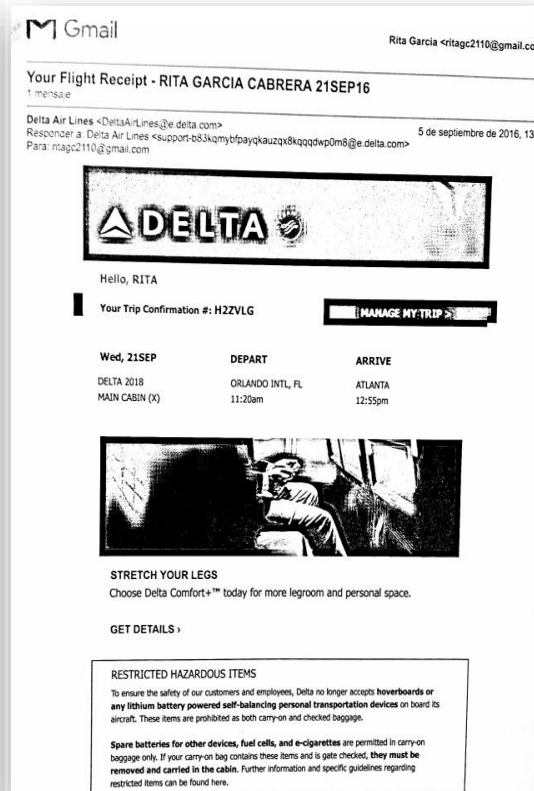 Gmail
Rita Garcia <ritagc2110@gmail.co
Your Flight Receipt - RITA GARCIA CABRERA 21SEP16
1 mensaje
Delta Air Lines <DeltaAirLines@e.delta.com>
5 de septiembre de 2016, 13
Responder a: Delta Air Lines <support-b83kqmybfpayqkauzqx8kqqqdwp0m8@e.delta.com>
Para: ritagc2110@gmail.com
DELTA
Hello, RITA
Your Trip Confirmation #: H2ZVLG
MANAGE MY TRIP >
Wed, 21SEP DEPART ARRIVE
DELTA 2018 ORLANDO INTL, FL ATLANTA
MAIN CABIN (X) 11:20am 12:55pm
STRETCH YOUR LEGS
Choose Delta Comfort+™ today for more legroom and personal space.
GET DETAILS ›
RESTRICTED HAZARDOUS ITEMS
To ensure the safety of our customers and employees, Delta no longer accepts hoverboards or
any lithium battery powered self-balancing personal transportation devices on board its
aircraft. These items are prohibited as both carry-on and checked baggage.
Spare batteries for other devices, fuel cells, and e-cigarettes are permitted in carry-on
baggage only. If your carry-on bag contains these items and is gate checked, they must be
removed and carried in the cabin. Further information and specific guidelines regarding
restricted items can be found here.